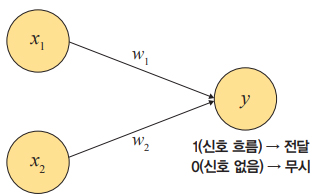 x₁
w₁
y
w₂
x₂
1(신호 흐름) → 전달
0(신호 없음) → 무시